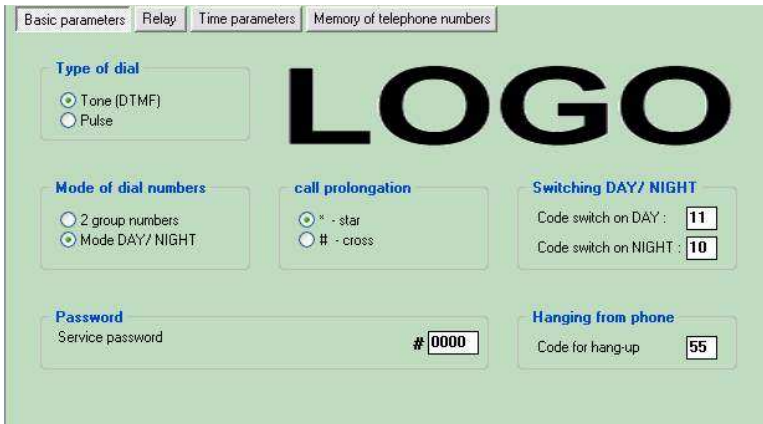 Basic parameters Relay Time parameters Memory of telephone numbers
Type of dial
Tone (DTMF)
Pulse
LOGO
Mode of dial numbers
2 group numbers
Mode DAY/ NIGHT
call prolongation
* - star
# - cross
Switching DAY/ NIGHT
Code switch on DAY : 11
Code switch on NIGHT : 10
Password
Service password # 0000
Hanging from phone
Code for hang-up 55